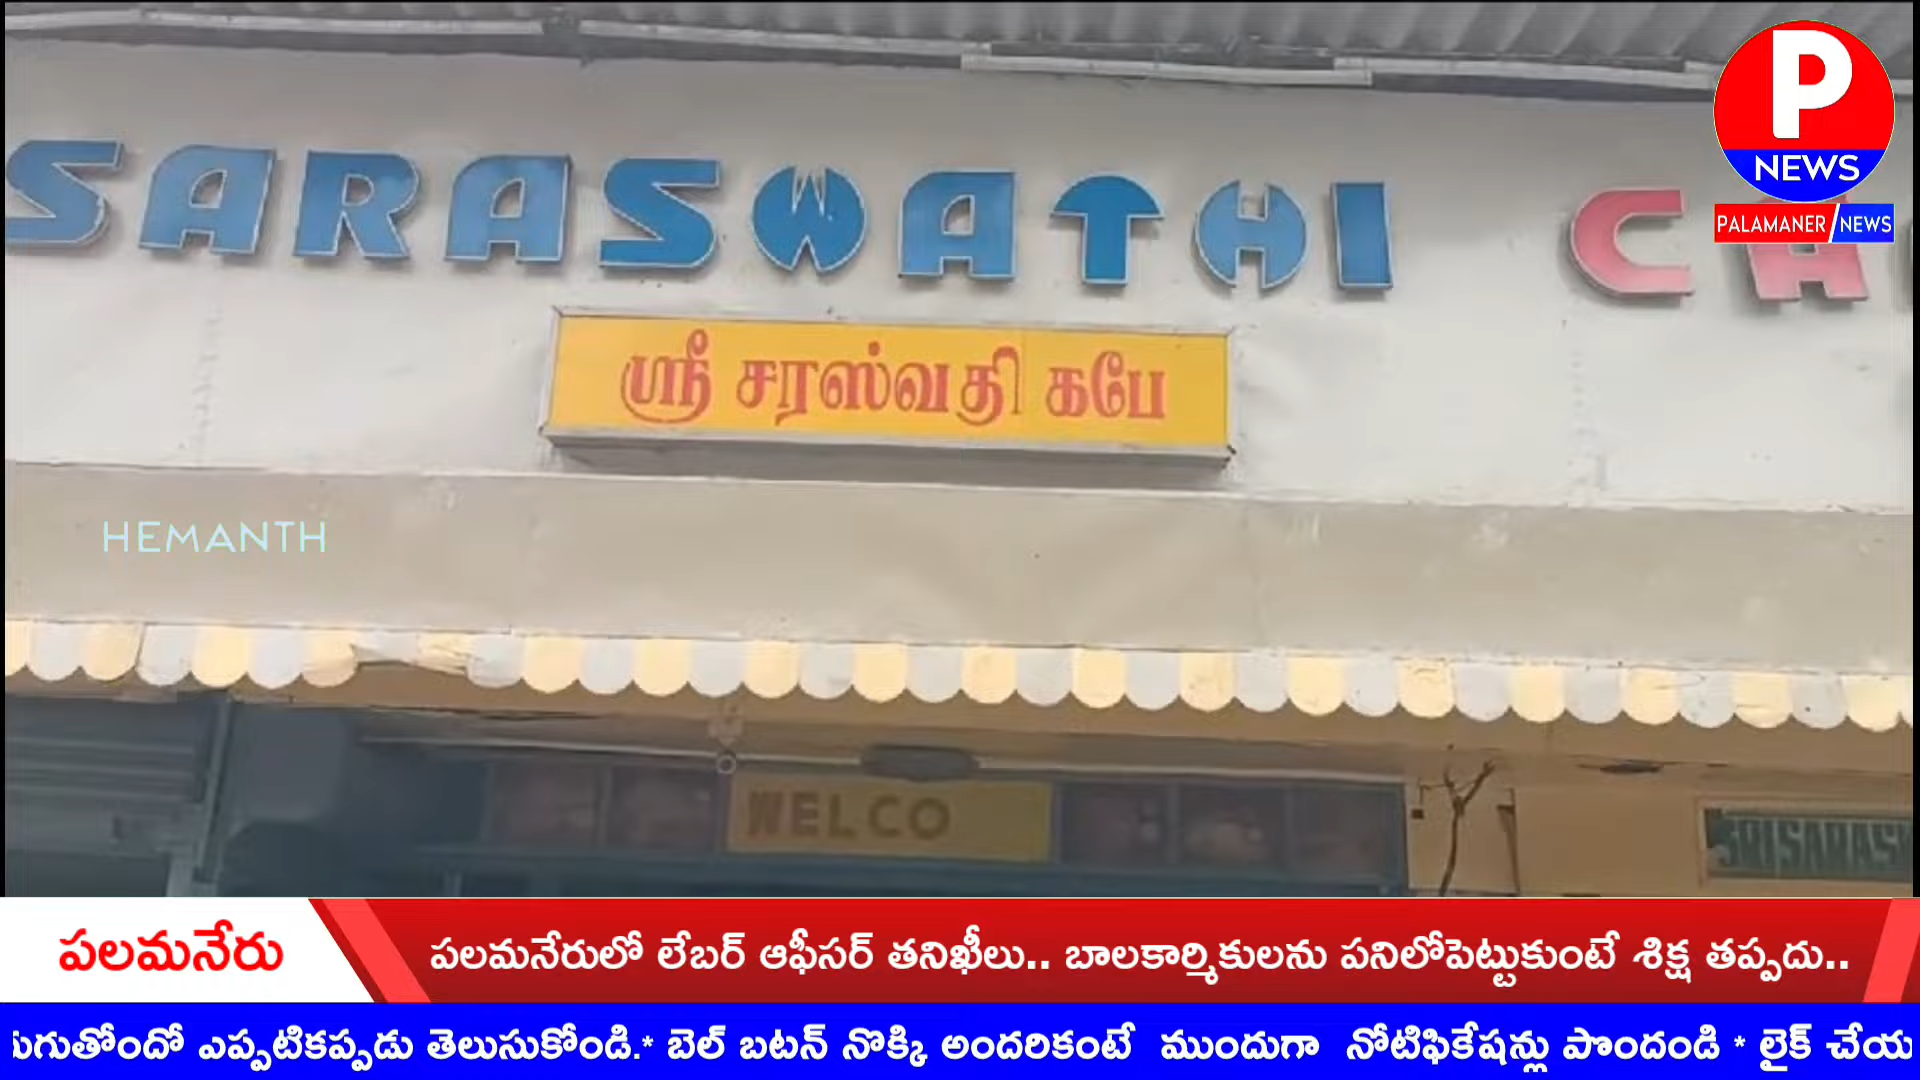 SARASWATHI
P
NEWS
PALAMANER/NEWS
ஸ்ரீ சரஸ்வதி கபே
HEMANTH
WELCO
పలమనేరు
పలమనేరులో లేబర్ ఆఫీసర్ తనిఖీలు.. బాలకార్మికులను పనిలోపెట్టుకుంటే శిక్ష తప్పదు..
ఎప్పటికప్పడు తెలుసుకోండి.* బెల్ బటన్ నొక్కి అందరికంటే ముందుగా నోటిఫికేషన్లు పొందండి * లైక్ చేయ